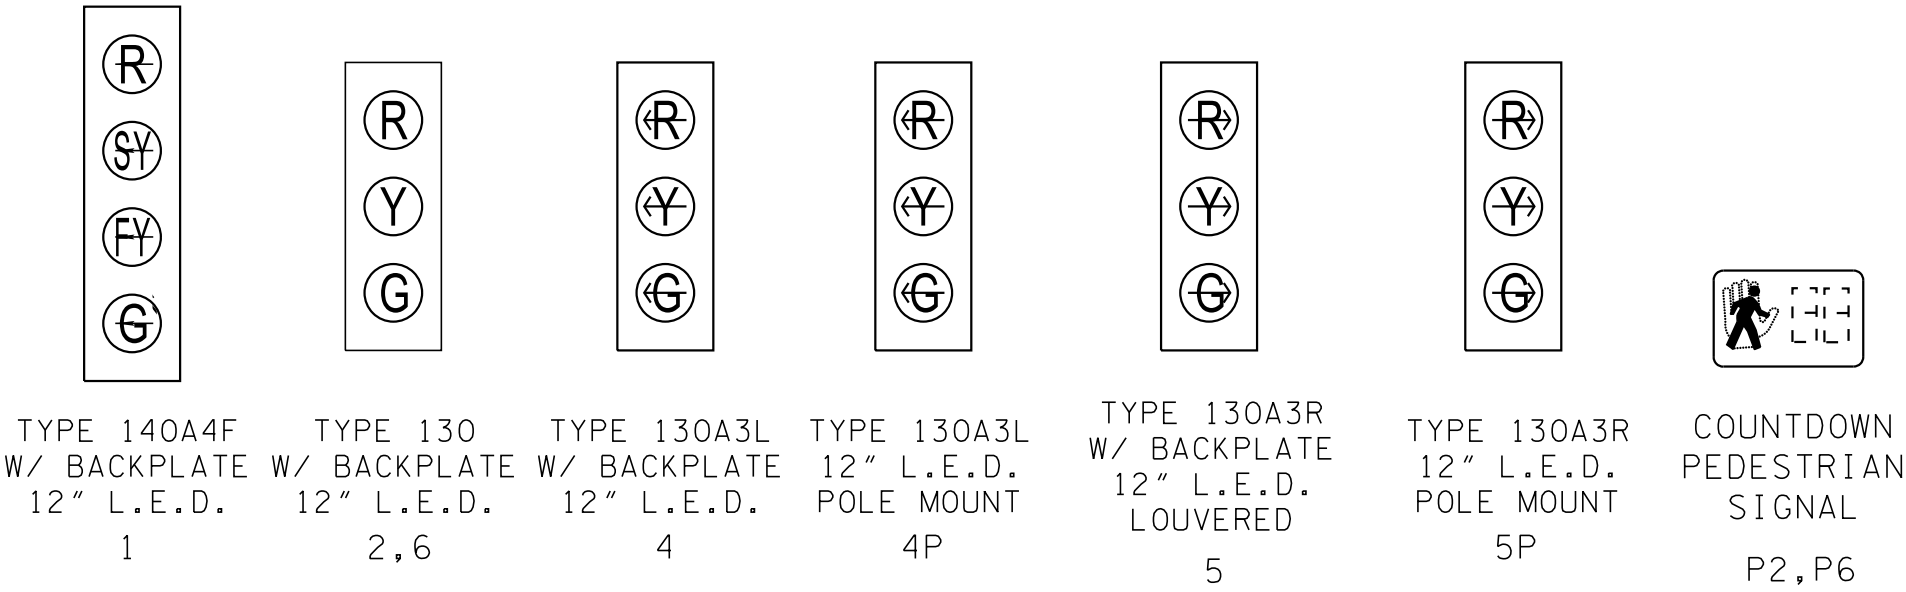 R
SY
FY
G
TYPE 140A4F
W/ BACKPLATE
12" L.E.D.
1
R
Y
G
TYPE 130
W/ BACKPLATE
12" L.E.D.
2,6
R
Y
G
TYPE 130A3L
W/ BACKPLATE
12" L.E.D.
4
R
Y
G
TYPE 130A3L
12" L.E.D.
POLE MOUNT
4P
R
Y
G
TYPE 130A3R
W/ BACKPLATE
12" L.E.D.
LOUVERED
5
R
Y
G
TYPE 130A3R
12" L.E.D.
POLE MOUNT
5P
COUNTDOWN
PEDESTRIAN
SIGNAL
P2,P6